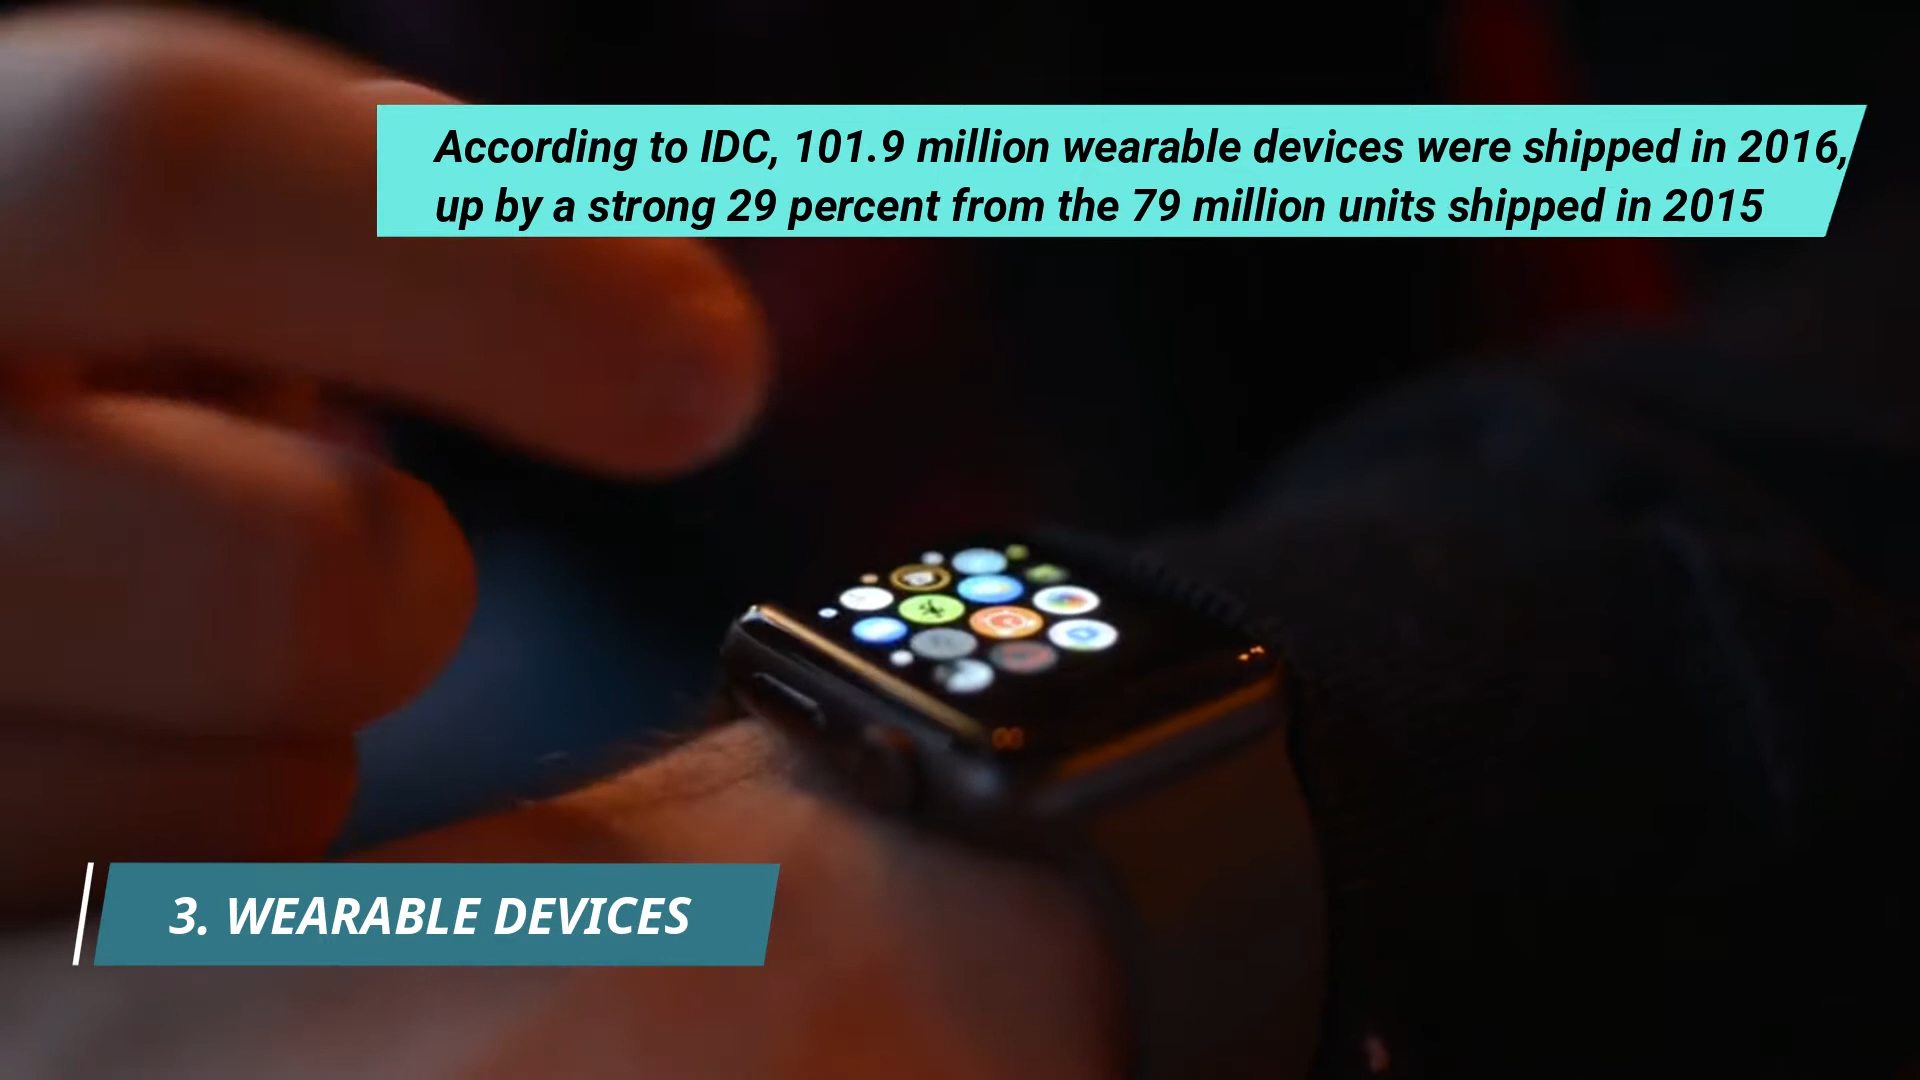 According to IDC, 101.9 million wearable devices were shipped in 2016,
up by a strong 29 percent from the 79 million units shipped in 2015
3. WEARABLE DEVICES